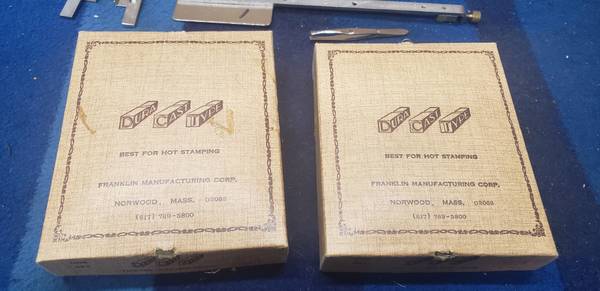 DURA CAST TYPE
BEST FOR HOT STAMPING
FRANKLIN MANUFACTURING CORP.
NORWOOD, MASS. 02062
(617) 769-5800
DURA CAST TYPE
BEST FOR HOT STAMPING
FRANKLIN MANUFACTURING CORP.
NORWOOD, MASS. 02062
(617) 769-5800